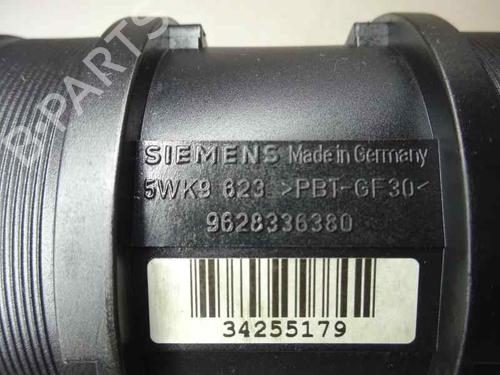 B-PARTS
SIEMENS Made in Germany
5WK9 623 >PBT-GF30<
9628336380
34255179